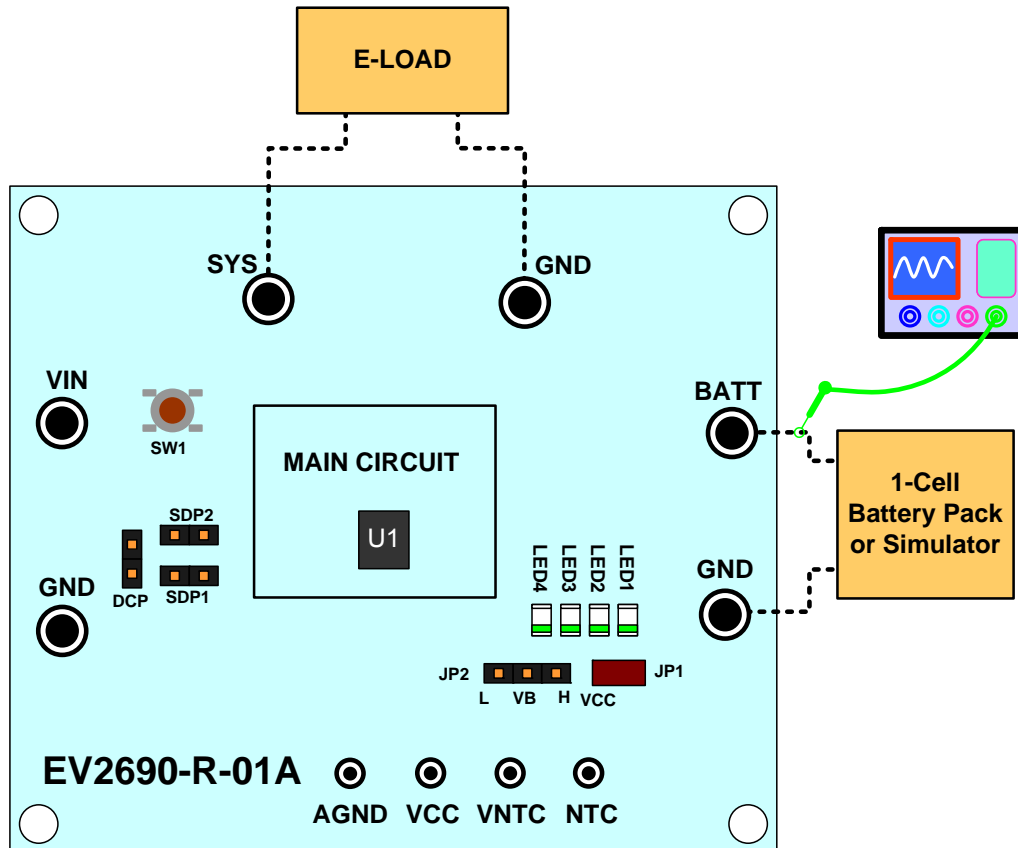 E-LOAD
SYS
GND
VIN
SW1
BATT
MAIN CIRCUIT
U1
1-Cell
Battery Pack
or Simulator
SDP2
SDP1
DCP
GND
GND
LED4
LED3
LED2
LED1
JP2
JP1
L
VB
H
VCC
EV2690-R-01A
AGND
VCC
VNTC
NTC